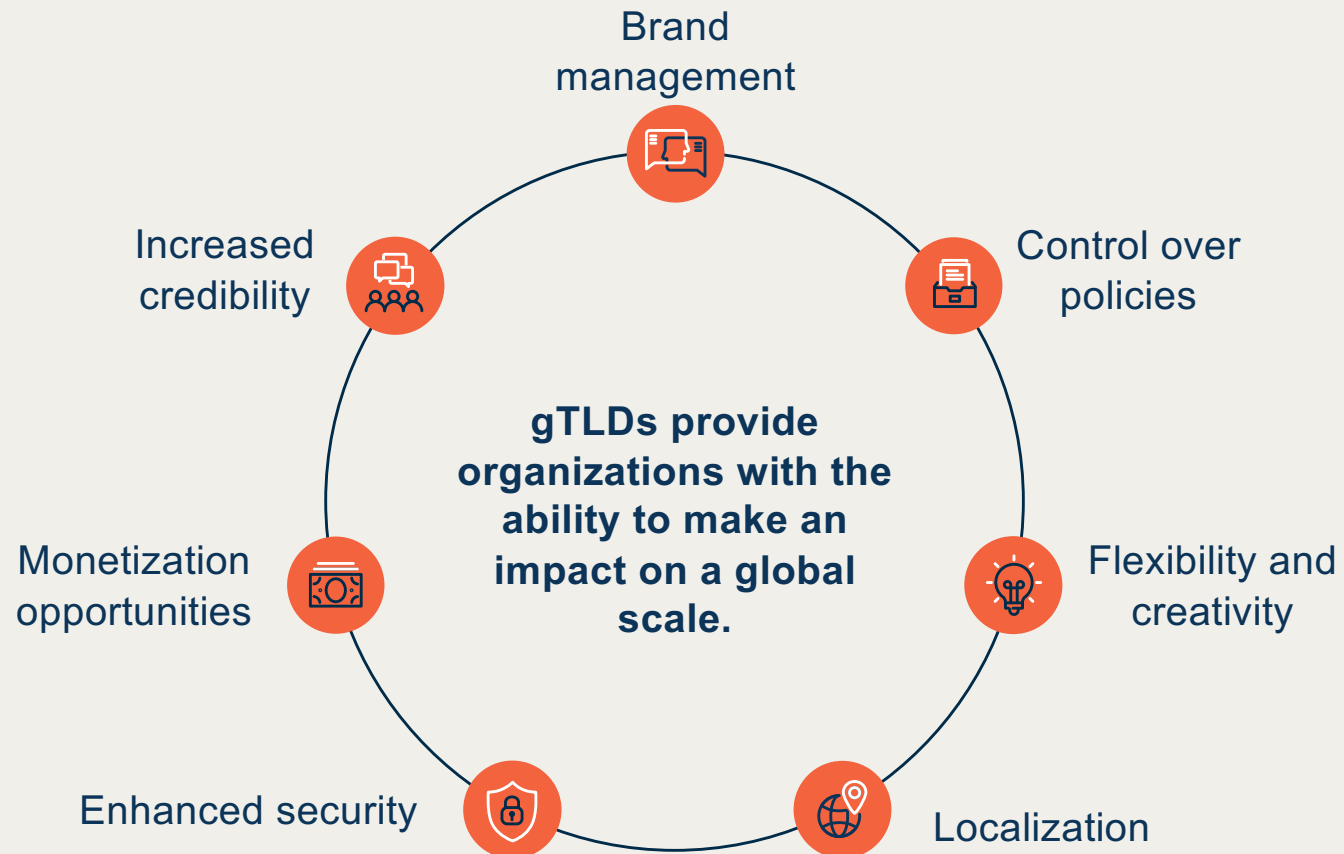 Brand
management
Increased
credibility
Control over
policies
gTLDs provide
organizations with the
ability to make an
impact on a global
scale.
Monetization
opportunities
Flexibility and
creativity
Enhanced security
Localization